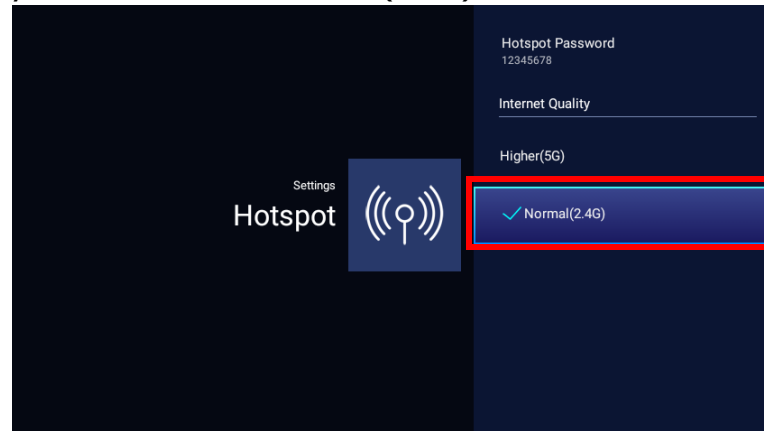 Settings
Hotspot
Hotspot Password
12345678
Internet Quality
Higher(5G)
Normal(2.4G)